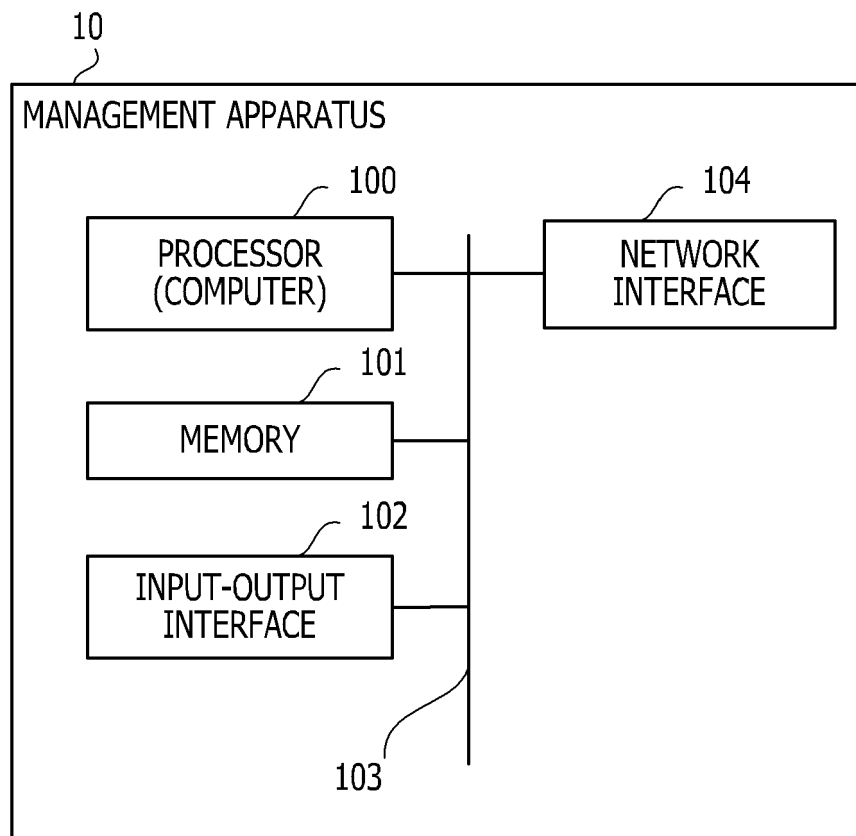 10
MANAGEMENT APPARATUS
100
PROCESSOR
(COMPUTER)
104
NETWORK
INTERFACE
101
MEMORY
102
INPUT-OUTPUT
INTERFACE
103